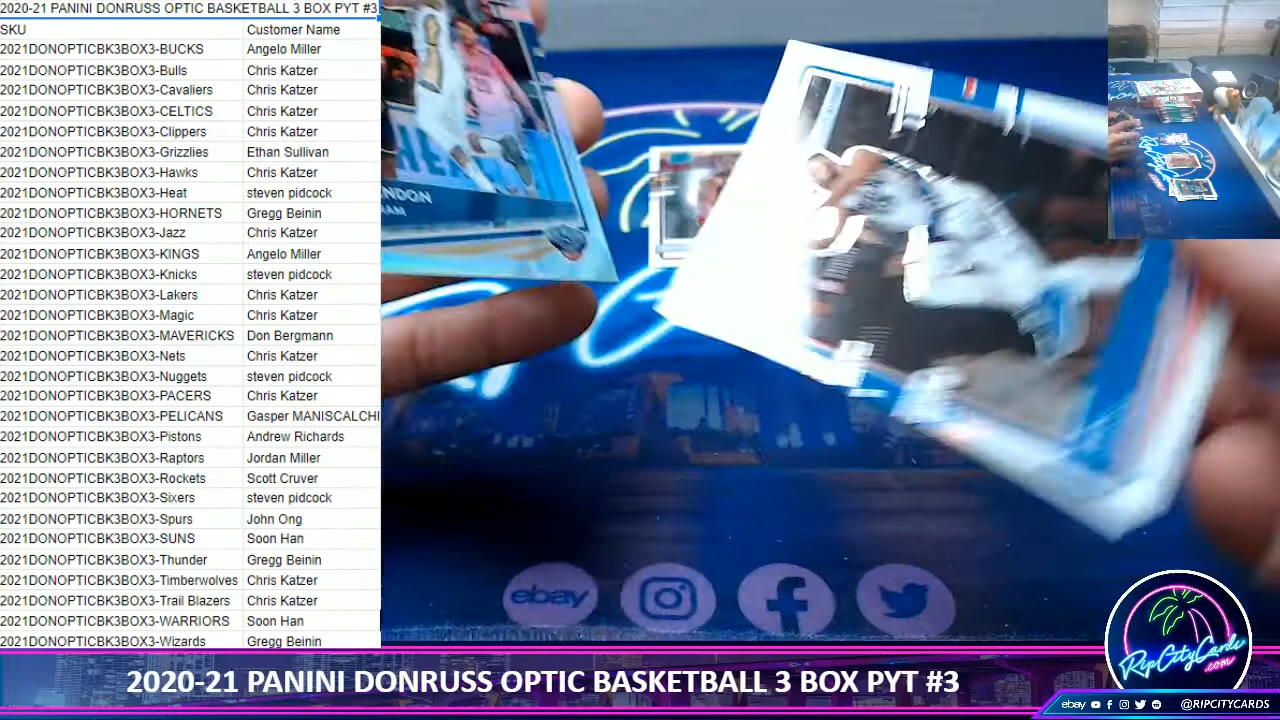 2020-21 PANINI DONRUSS OPTIC BASKETBALL 3 BOX PYT #3
SKU Customer Name
2021DONOPTICBK3BOX3-BUCKS Angelo Miller
2021DONOPTICBK3BOX3-Bulls Chris Katzer
2021DONOPTICBK3BOX3-Cavaliers Chris Katzer
2021DONOPTICBK3BOX3-CELTICS Chris Katzer
2021DONOPTICBK3BOX3-Clippers Chris Katzer
2021DONOPTICBK3BOX3-Grizzlies Ethan Sullivan
2021DONOPTICBK3BOX3-Hawks Chris Katzer
2021DONOPTICBK3BOX3-Heat steven pidcock
2021DONOPTICBK3BOX3-HORNETS Gregg Beinin
2021DONOPTICBK3BOX3-Jazz Chris Katzer
2021DONOPTICBK3BOX3-KINGS Angelo Miller
2021DONOPTICBK3BOX3-Knicks steven pidcock
2021DONOPTICBK3BOX3-Lakers Chris Katzer
2021DONOPTICBK3BOX3-Magic Chris Katzer
2021DONOPTICBK3BOX3-MAVERICKS Don Bergmann
2021DONOPTICBK3BOX3-Nets Chris Katzer
2021DONOPTICBK3BOX3-Nuggets steven pidcock
2021DONOPTICBK3BOX3-PACERS Chris Katzer
2021DONOPTICBK3BOX3-PELICANS Gasper MANISCALCHI
2021DONOPTICBK3BOX3-Pistons Andrew Richards
2021DONOPTICBK3BOX3-Raptors Jordan Miller
2021DONOPTICBK3BOX3-Rockets Scott Cruver
2021DONOPTICBK3BOX3-Sixers steven pidcock
2021DONOPTICBK3BOX3-Spurs John Ong
2021DONOPTICBK3BOX3-SUNS Soon Han
2021DONOPTICBK3BOX3-Thunder Gregg Beinin
2021DONOPTICBK3BOX3-Timberwolves Chris Katzer
2021DONOPTICBK3BOX3-Trail Blazers Chris Katzer
2021DONOPTICBK3BOX3-WARRIORS Soon Han
2021DONOPTICBK3BOX3-Wizards Gregg Beinin
NDON
RAM
ebay
RipCityCards
.com
2020-21 PANINI DONRUSS OPTIC BASKETBALL 3 BOX PYT #3
ebay @RIPCITYCARDS